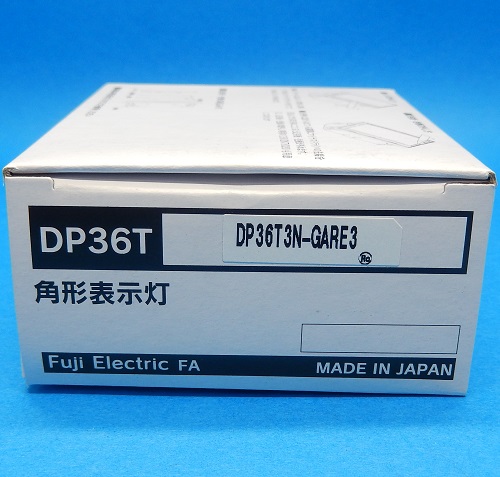 DP36T
DP36T3N-GARE3
角形表示灯
Fuji Electric FA
MADE IN JAPAN